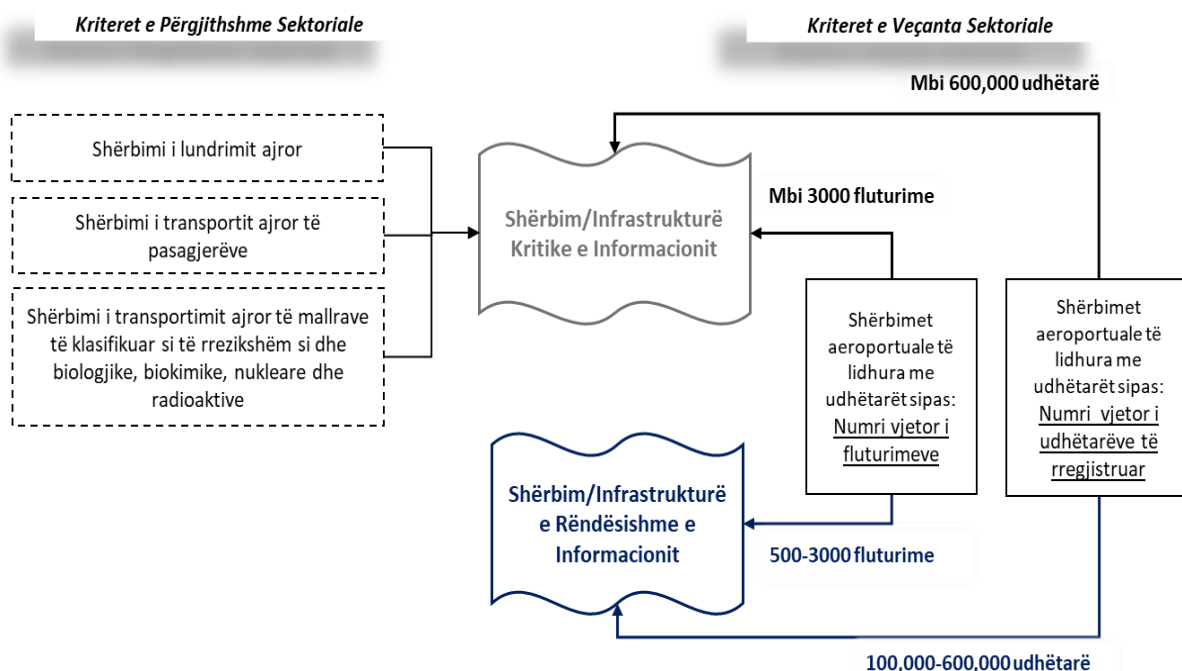 Kriteret e Përgjithshme Sektoriale
Kriteret e Veçanta Sektoriale
Mbi 600,000 udhëtarë
Shërbimi i lundrimit ajror
Shërbimi i transportit ajror të
pasagjerëve
Shërbimi i transportimit ajror të mallrave
të klasifikuar si të rrezikshëm si dhe
biologjike, biokimike, nukleare dhe
radioaktive
Shërbim/Infrastrukturë
Kritike e Informacionit
Mbi 3000 fluturime
Shërbimet
aeroportuale të
lidhura me
udhëtarët sipas:
Numri vjetor i
fluturimeve
Shërbimet
aeroportuale të
lidhura me
udhëtarët sipas:
Numri vjetor i
udhëtarëve të
rregjistruar
Shërbim/Infrastrukturë
e Rëndësishme e
Informacionit
500-3000 fluturime
100,000-600,000 udhëtarë